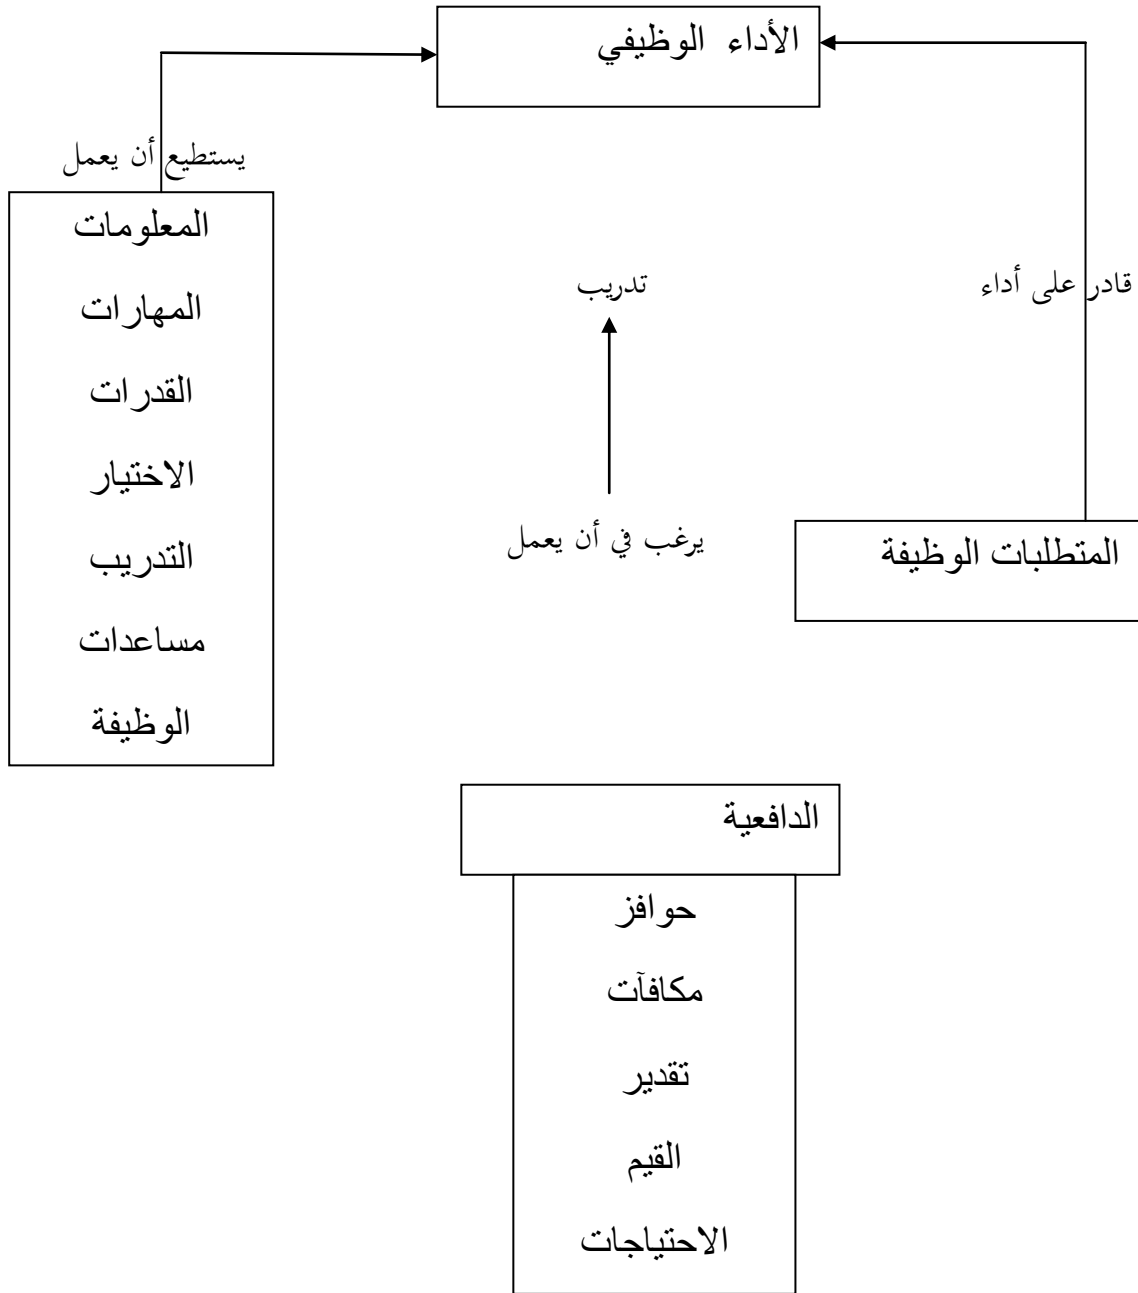 الأداء الوظيفي
يستطيع أن يعمل
المعلومات
المهارات
القدرات
الاختيار
التدريب
مساعدات
الوظيفة
قادر على أداء
تدريب
يرغب في أن يعمل
المتطلبات الوظيفة
الدافعية
حوافز
مكافآت
تقدير
القيم
الاحتياجات